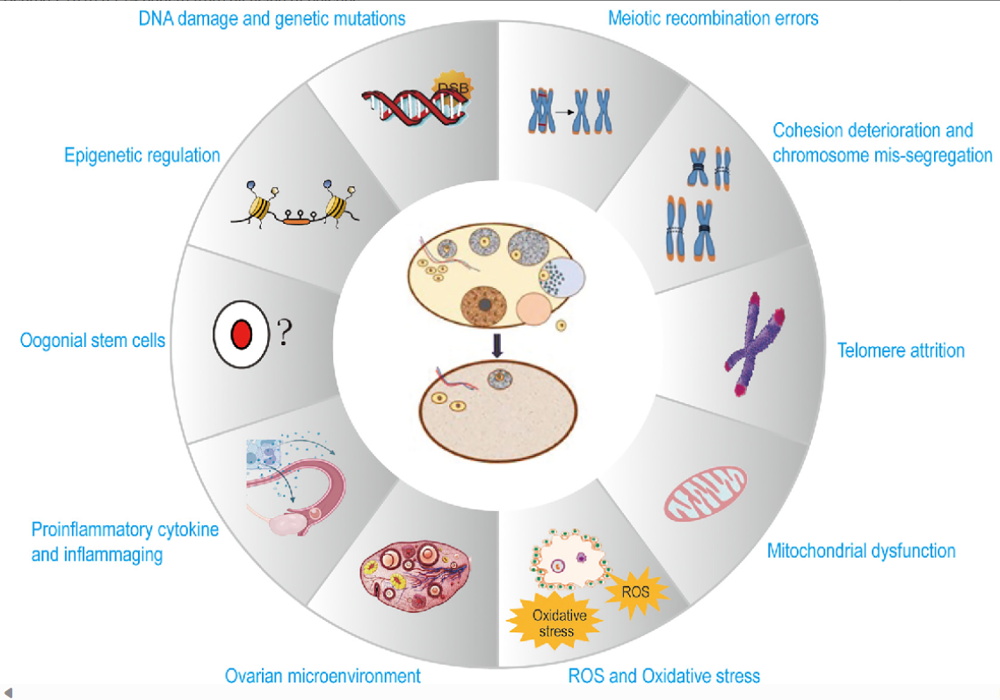 DNA damage and genetic mutations
Meiotic recombination errors
DSB
Cohesion deterioration and
chromosome mis-segregation
Epigenetic regulation
Oogonial stem cells
?
Telomere attrition
Proinflammatory cytokine
and inflammaging
Mitochondrial dysfunction
ROS
Oxidative
stress
Ovarian microenvironment
ROS and Oxidative stress